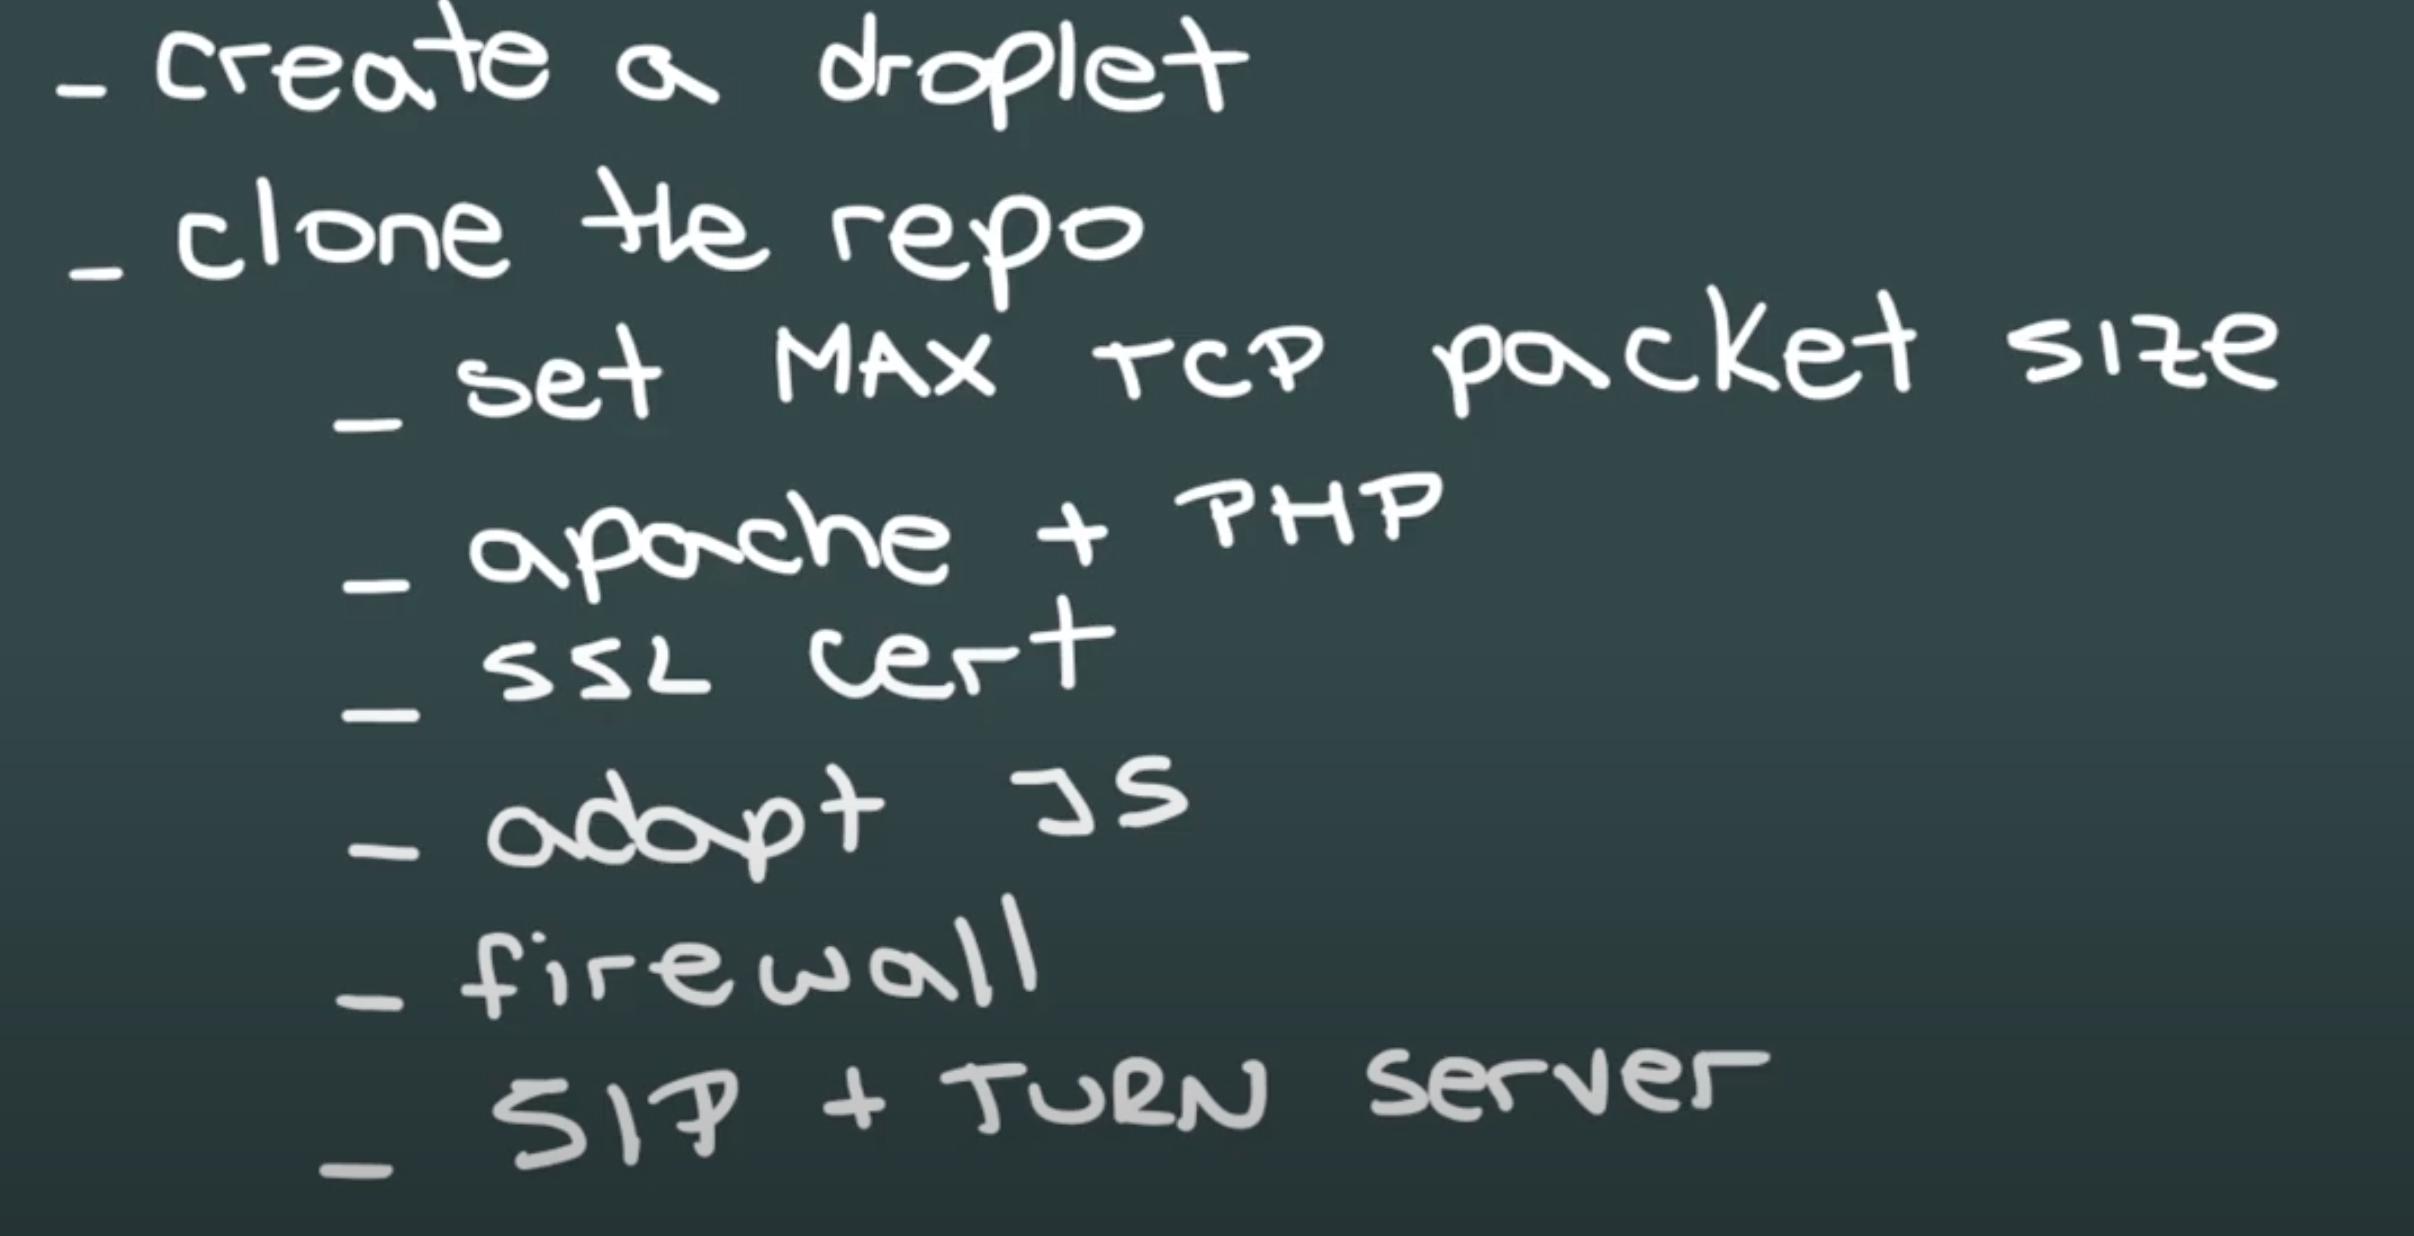 - create a droplet
- clone the repo
- set MAX TCP packet size
- apache + PHP
- SSL cert
- adapt JS
- firewall
- SIP + TURN server